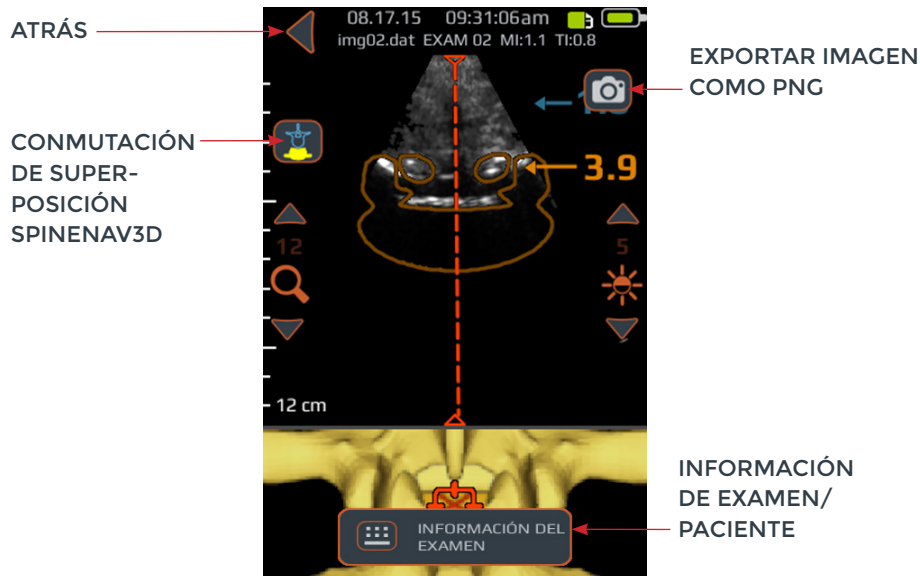 ATRÁS
08.17.15 09:31:06am
img02.dat EXAM 02 MI:1.1 TI:0.8
EXPORTAR IMAGEN
COMO PNG
CONMUTACIÓN
DE SUPER-
POSICIÓN
SPINENAV3D
3.9
12
5
12 cm
INFORMACIÓN DEL
EXAMEN
INFORMACIÓN
DE EXAMEN/
PACIENTE